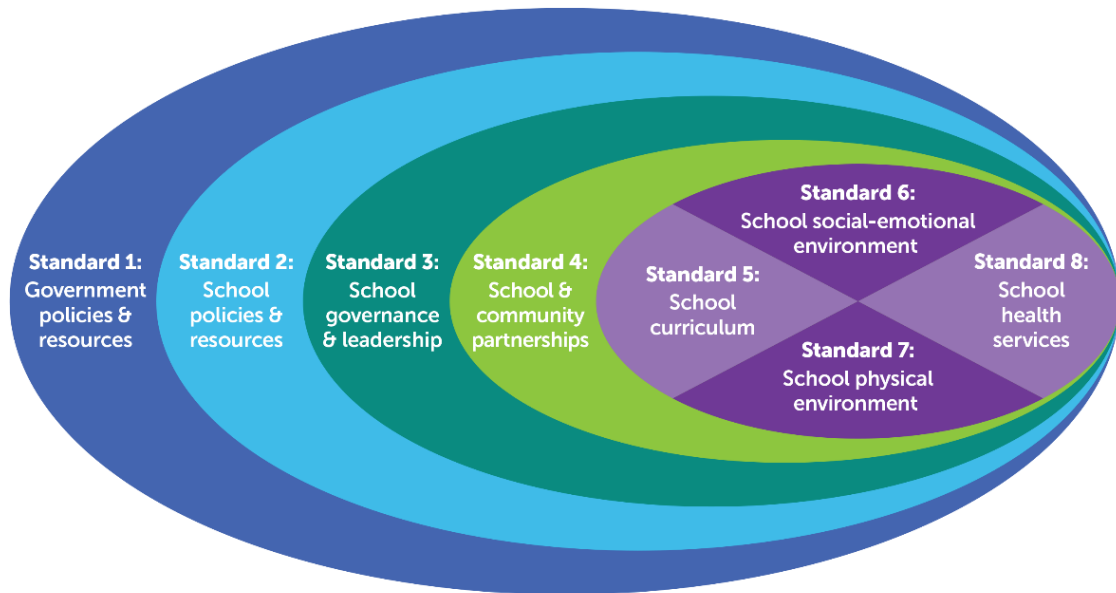 Standard 1:
Government
policies &
resources
Standard 2:
School
policies &
resources
Standard 3:
School
governance
& leadership
Standard 4:
School &
community
partnerships
Standard 5:
School
curriculum
Standard 6:
School social-emotional
environment
Standard 7:
School physical
environment
Standard 8:
School
health
services